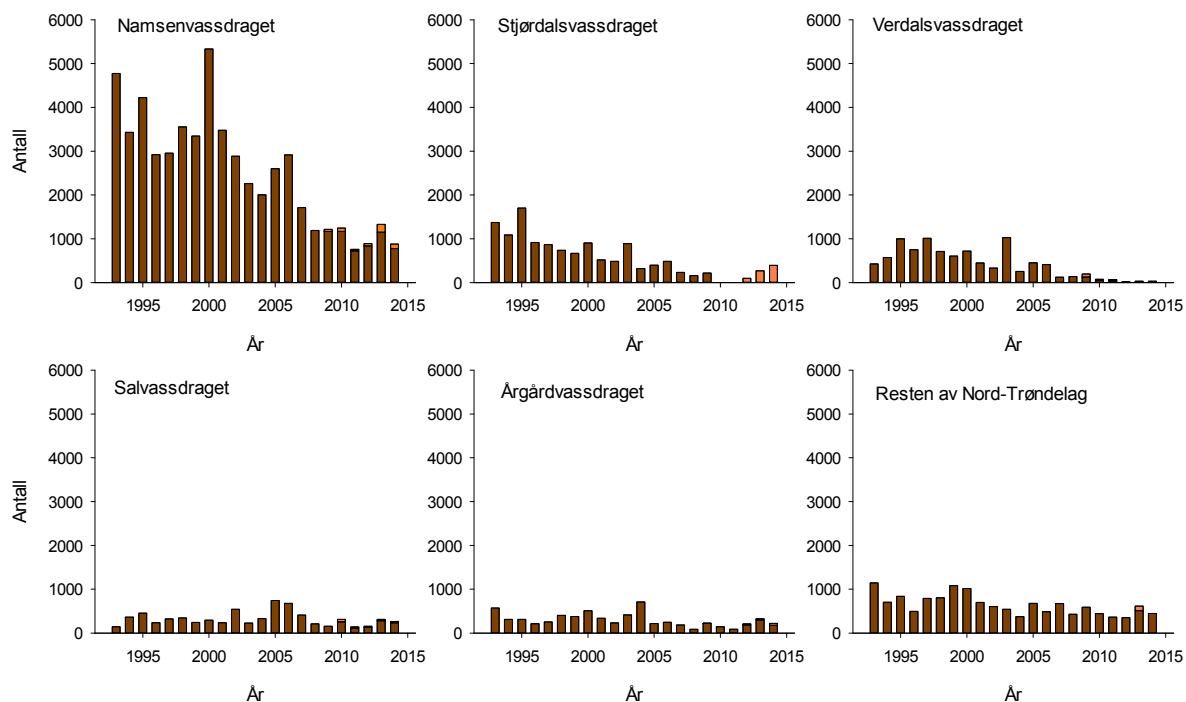 Namsenvassdraget
6000
5000
4000
3000
2000
1000
0
Antall
1995 2000 2005 2010 2015
År
Stjørdalsvassdraget
6000
5000
4000
3000
2000
1000
0
1995 2000 2005 2010 2015
År
Verdalsvassdraget
6000
5000
4000
3000
2000
1000
0
1995 2000 2005 2010 2015
År
Salvassdraget
6000
5000
4000
3000
2000
1000
0
Antall
1995 2000 2005 2010 2015
År
Årgårdvassdraget
6000
5000
4000
3000
2000
1000
0
1995 2000 2005 2010 2015
År
Resten av Nord-Trøndelag
6000
5000
4000
3000
2000
1000
0
1995 2000 2005 2010 2015
År